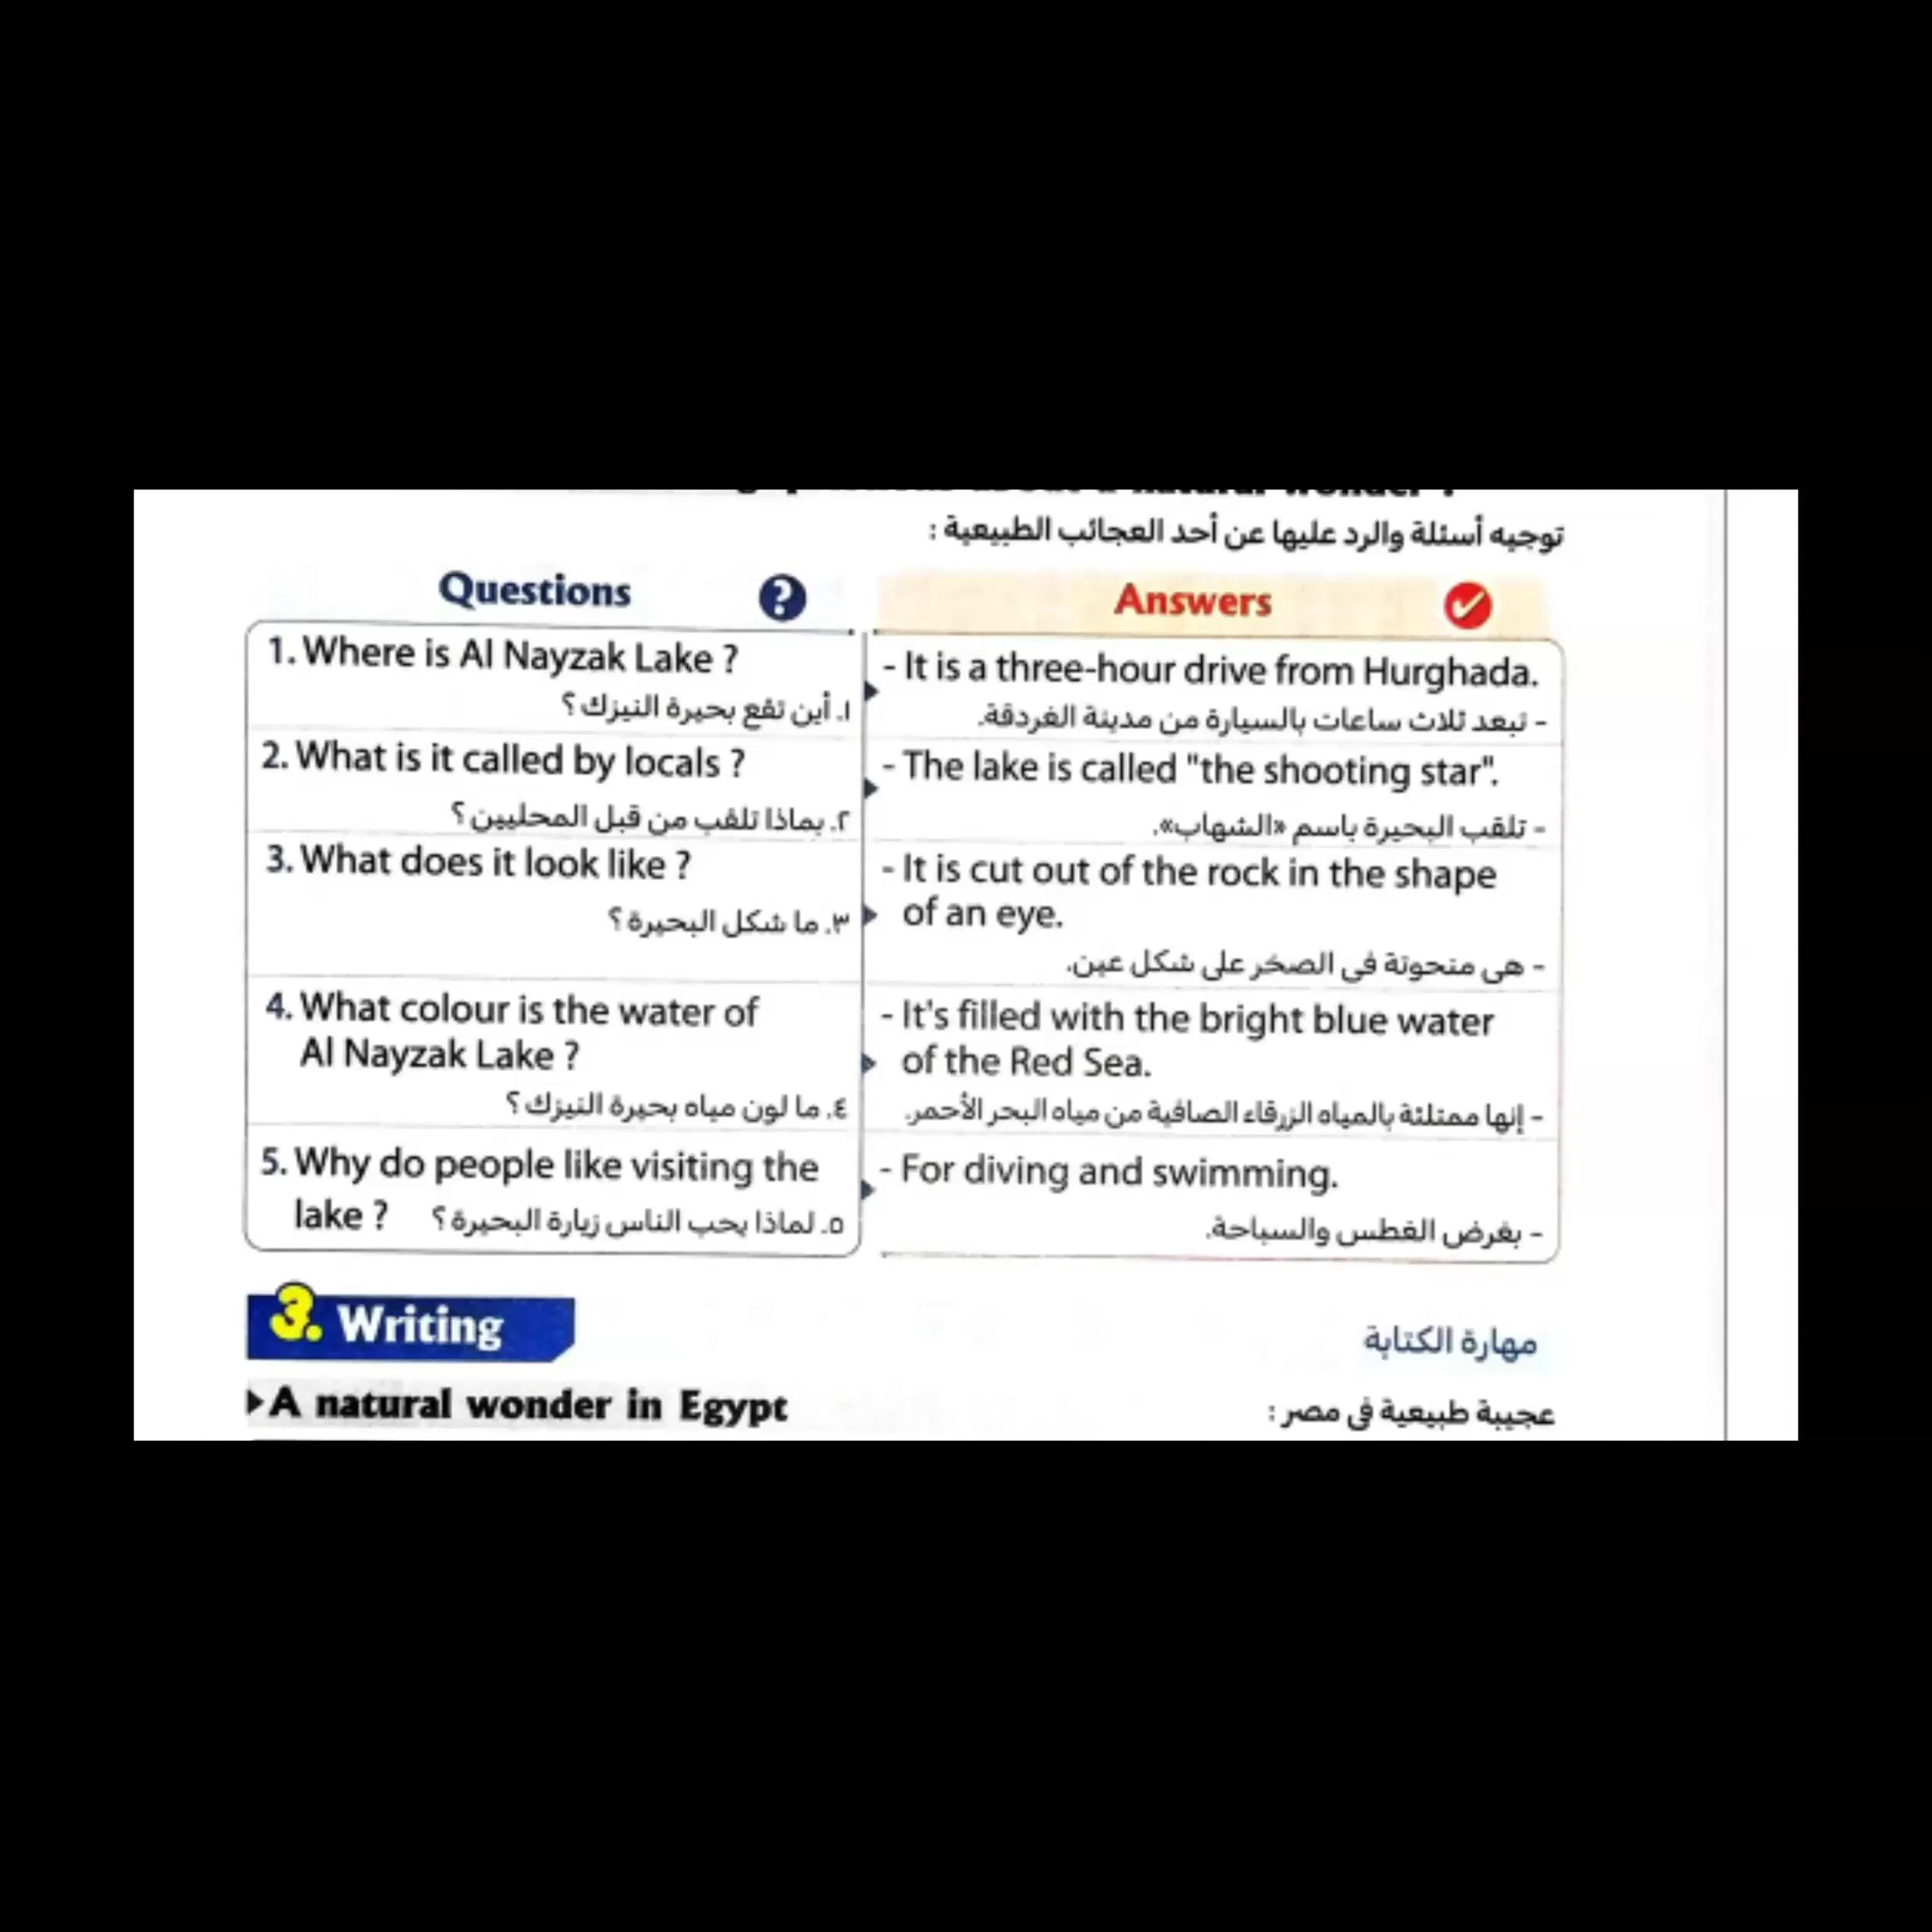 natural wonder :
توجيه أسئلة والرد عليها عن أحد العجائب الطبيعية :
Questions ?
Answers
1. Where is Al Nayzak Lake ?
١. أين تقع بحيرة النيزك؟
- It is a three-hour drive from Hurghada.
- تبعد ثلاث ساعات بالسيارة من مدينة الغردقة.
2. What is it called by locals ?
٢. بماذا تلقب من قبل المحليين؟
- The lake is called "the shooting star".
- تلقب البحيرة باسم «الشهاب».
3. What does it look like ?
٣. ما شكل البحيرة؟
- It is cut out of the rock in the shape
of an eye.
- هى منحوتة فى الصخر على شكل عين.
4. What colour is the water of
Al Nayzak Lake ?
٤. ما لون مياه بحيرة النيزك؟
- It's filled with the bright blue water
of the Red Sea.
- إنها ممتلئة بالمياه الزرقاء الصافية من مياه البحر الأحمر.
5. Why do people like visiting the
lake ? ٥. لماذا يحب الناس زيارة البحيرة؟
- For diving and swimming.
- بغرض الغطس والسباحة.
3. Writing
مهارة الكتابة
A natural wonder in Egypt
عجيبة طبيعية فى مصر :